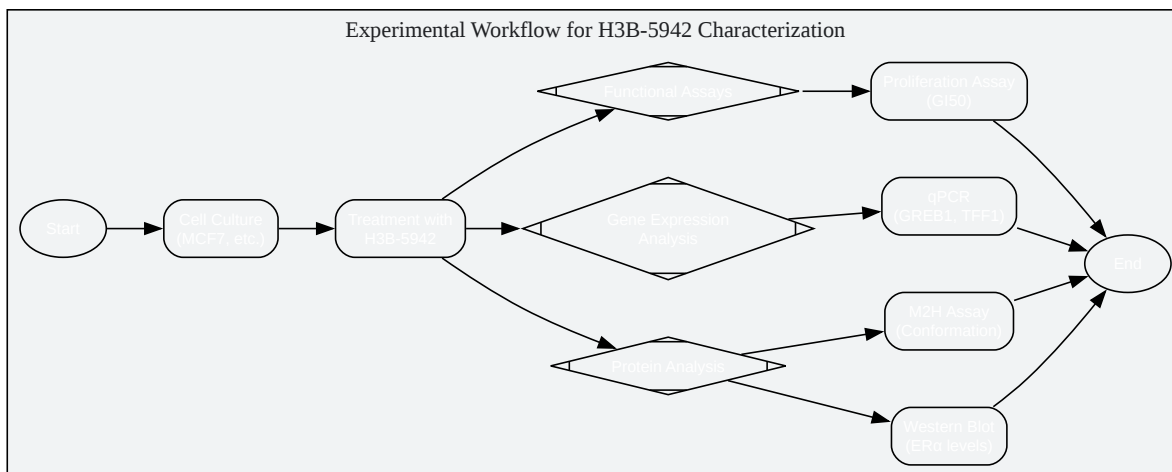 Experimental Workflow for H3B-5942 Characterization
Functional Assays
Proliferation Assay
(GI50)
Start
Cell Culture
(MCF7, etc.)
Treatment with
H3B-5942
Gene Expression
Analysis
qPCR
(GREB1, TFF1)
End
M2H Assay
(Conformation)
Protein Analysis
Western Blot
(ERα levels)